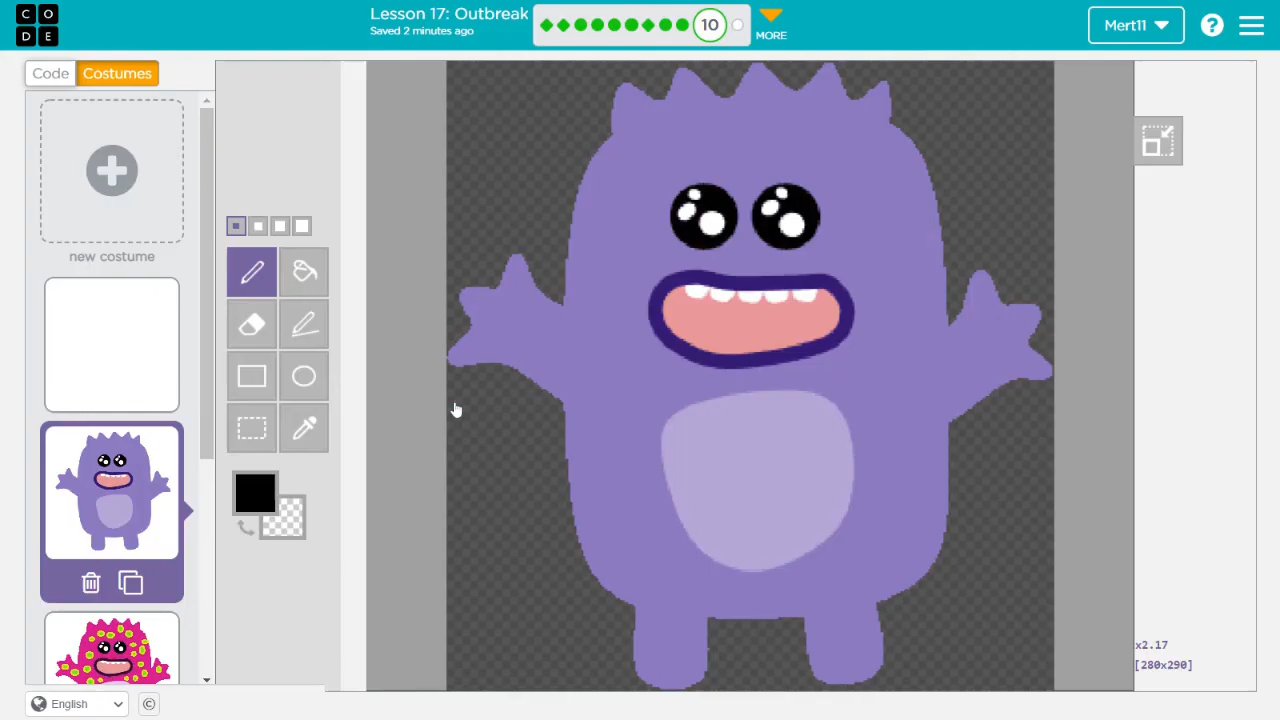 C O
D E
Lesson 17: Outbreak
Saved 2 minutes ago
10
MORE
Mert11
?
Code
Costumes
new costume
x2.17
[280x290]
English
©